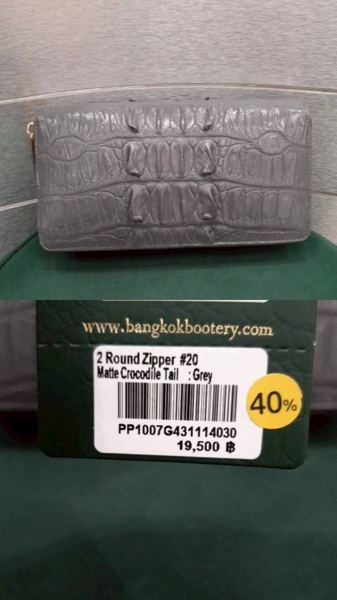 www.bangkokbootery.com
2 Round Zipper #20
Matte Crocodile Tail : Grey
40%
PP1007G431114030
19,500 ฿